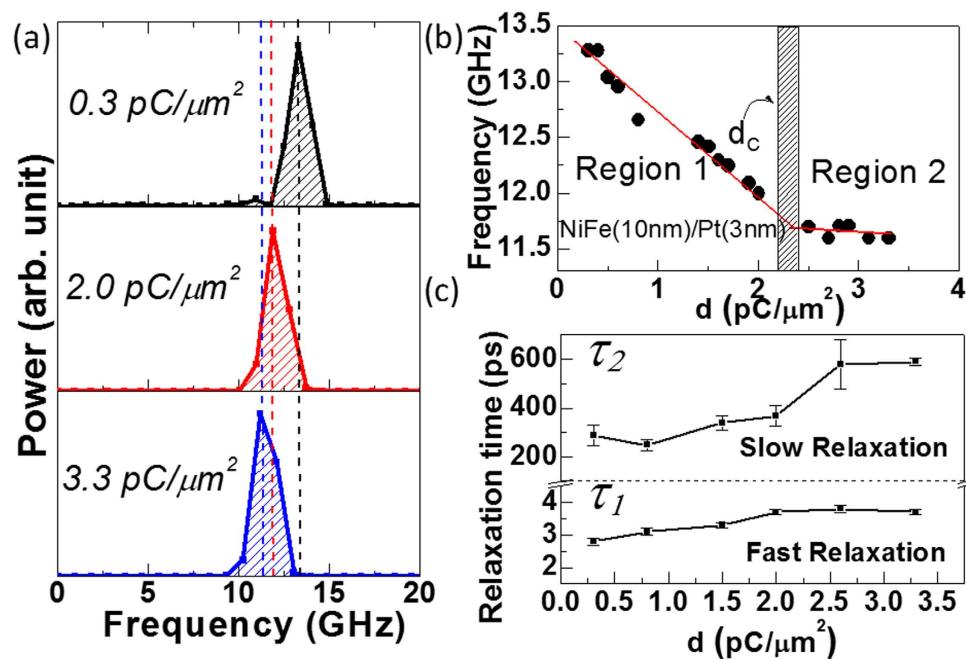 (a)
0.3 pC/μm²
2.0 pC/μm²
3.3 pC/μm²
Power (arb. unit)
0 5 10 15 20
Frequency (GHz)
(b)
13.5
13.0
12.5
12.0
11.5
Frequency (GHz)
d_C
Region 1
Region 2
NiFe(10nm)/Pt(3nm)
0 1 2 3 4
d (pC/μm²)
(c)
600
400
200
4
3
2
Relaxation time (ps)
τ₂
Slow Relaxation
τ₁
Fast Relaxation
0.0 0.5 1.0 1.5 2.0 2.5 3.0 3.5
d (pC/μm²)